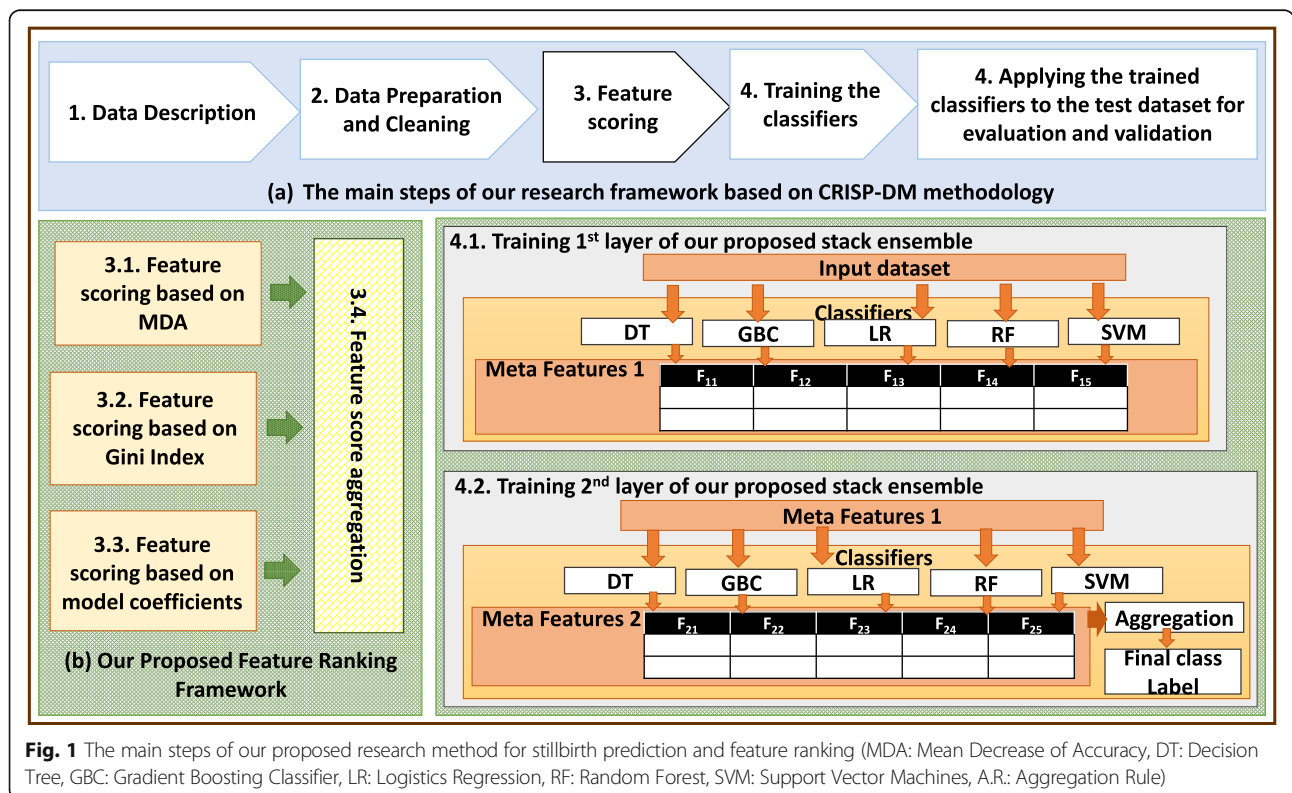 1. Data Description
2. Data Preparation
and Cleaning
3. Feature
scoring
4. Training the
classifiers
4. Applying the
trained
classifiers to the test dataset for
evaluation and validation
(a) The main steps of our research framework based on CRISP-DM methodology
3.1. Feature
scoring based on
MDA
3.2. Feature
scoring based on
Gini Index
3.3. Feature
scoring based on
model coefficients
3.4. Feature score aggregation
(b) Our Proposed Feature Ranking
Framework
4.1. Training 1st layer of our proposed stack ensemble
Input dataset
Classifiers
DT GBC LR RF SVM
Meta Features 1
F11 F12 F13 F14 F15
4.2. Training 2nd layer of our proposed stack ensemble
Meta Features 1
Classifiers
DT GBC LR RF SVM
Meta Features 2
F21 F22 F23 F24 F25
Aggregation
Final class
Label
Fig. 1 The main steps of our proposed research method for stillbirth prediction and feature ranking (MDA: Mean Decrease of Accuracy, DT: Decision
Tree, GBC: Gradient Boosting Classifier, LR: Logistics Regression, RF: Random Forest, SVM: Support Vector Machines, A.R.: Aggregation Rule)